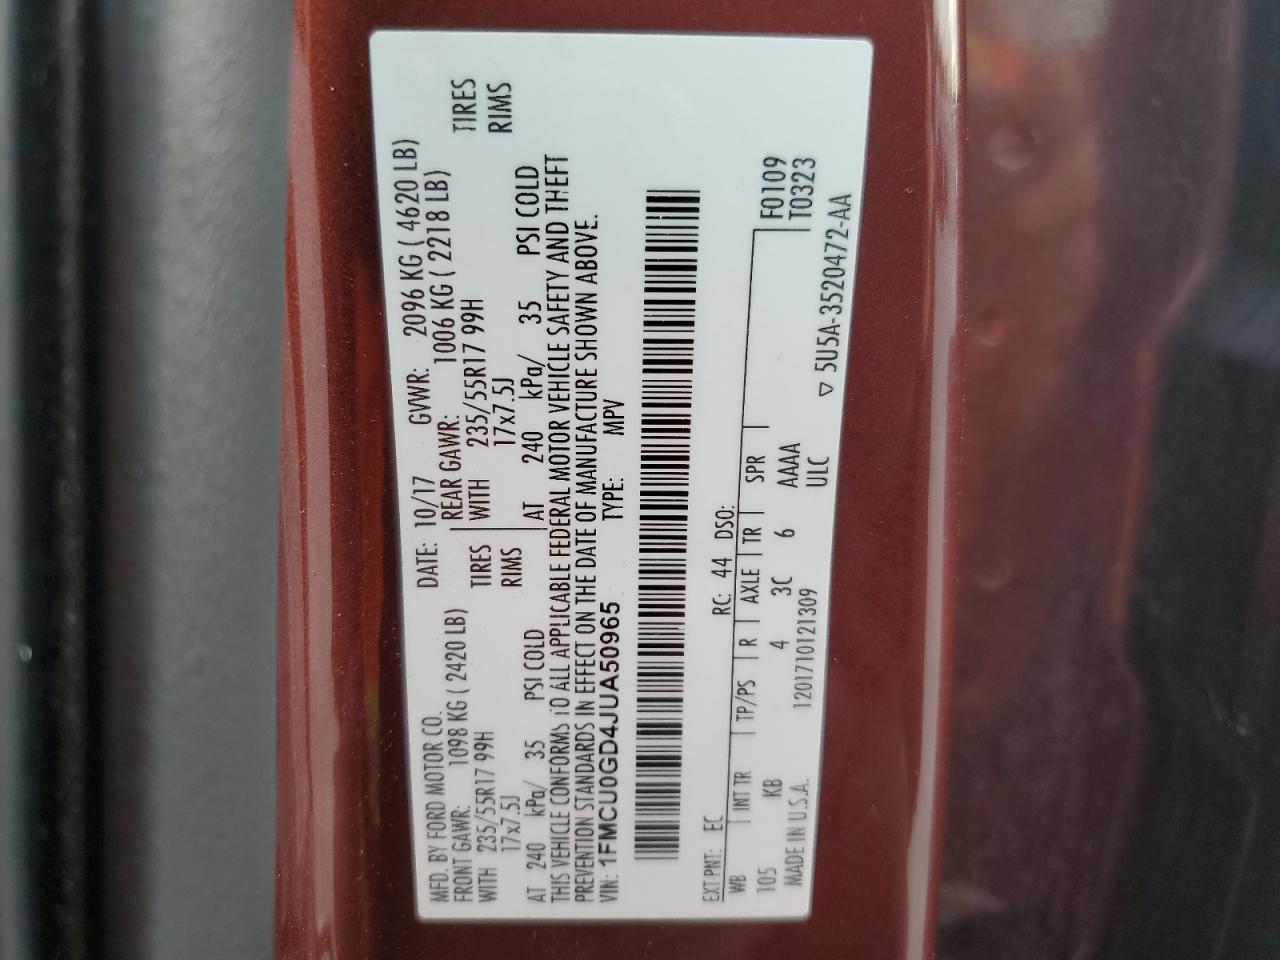 MFD. BY FORD MOTOR CO. DATE: 10/17 GVWR: 2096 KG ( 4620 LB)
FRONT GAWR: 1098 KG ( 2420 LB) REAR GAWR: 1006 KG ( 2218 LB)
WITH 235/55R17 99H TIRES WITH 235/55R17 99H TIRES
17x7.5J RIMS 17x7.5J RIMS
AT 240 kPa/ 35 PSI COLD AT 240 kPa/ 35 PSI COLD
THIS VEHICLE CONFORMS TO ALL APPLICABLE FEDERAL MOTOR VEHICLE SAFETY AND THEFT
PREVENTION STANDARDS IN EFFECT ON THE DATE OF MANUFACTURE SHOWN ABOVE.
VIN: 1FMCU0GD4JUA50965 TYPE: MPV
EXT PNT: EC RC: 44 DSO:
WB INT TR TP/PS R AXLE TR SPR F0109
105 KB 4 3C 6 AAAA T0323
MADE IN U.S.A. 1201710121309 ULC
▽ 5U5A-3520472-AA